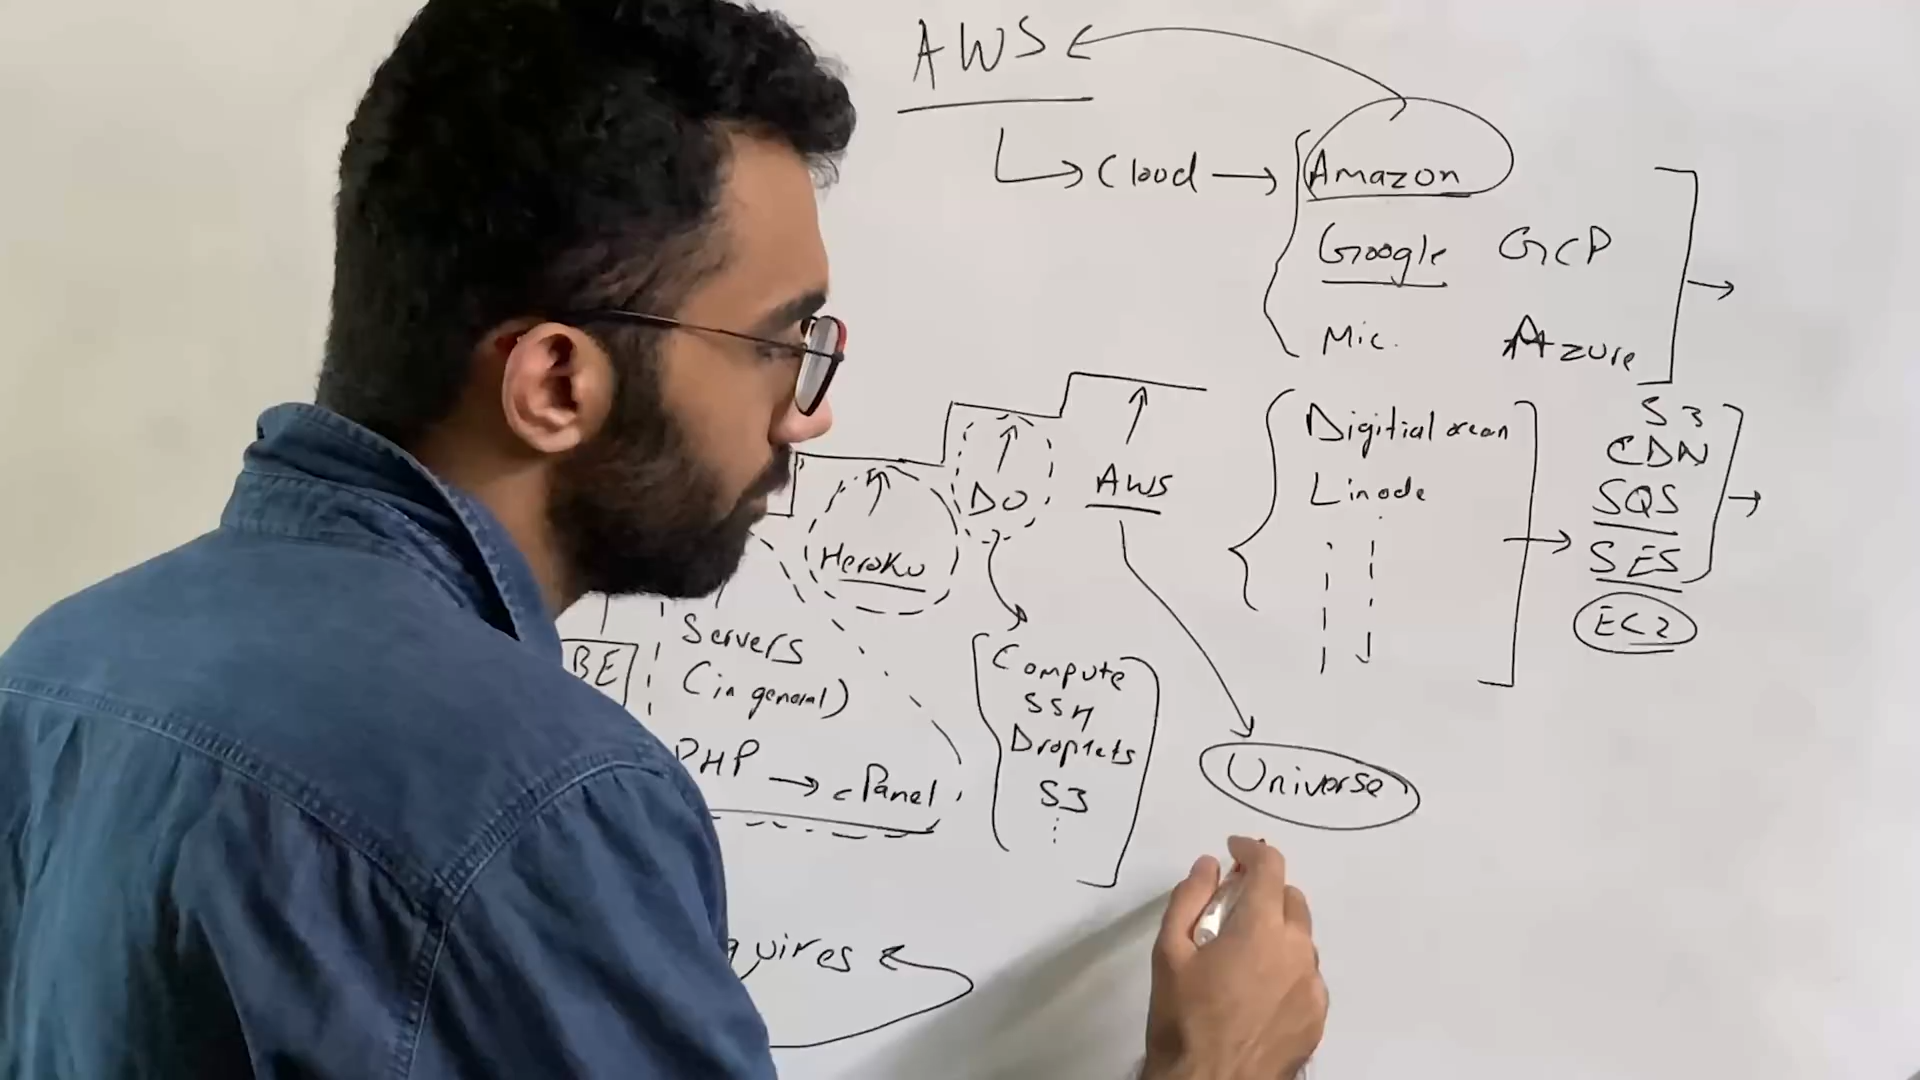 AWS
Cloud → Amazon
Google GCP
Mic. Azure
Digitial ocean
Linode
S3
CDN
SQS
SES
EC2
AWS
DO
Heroku
Servers
(in general)
BE
PHP → cPanel
Compute
SSH
Droplets
S3
Universe
quires